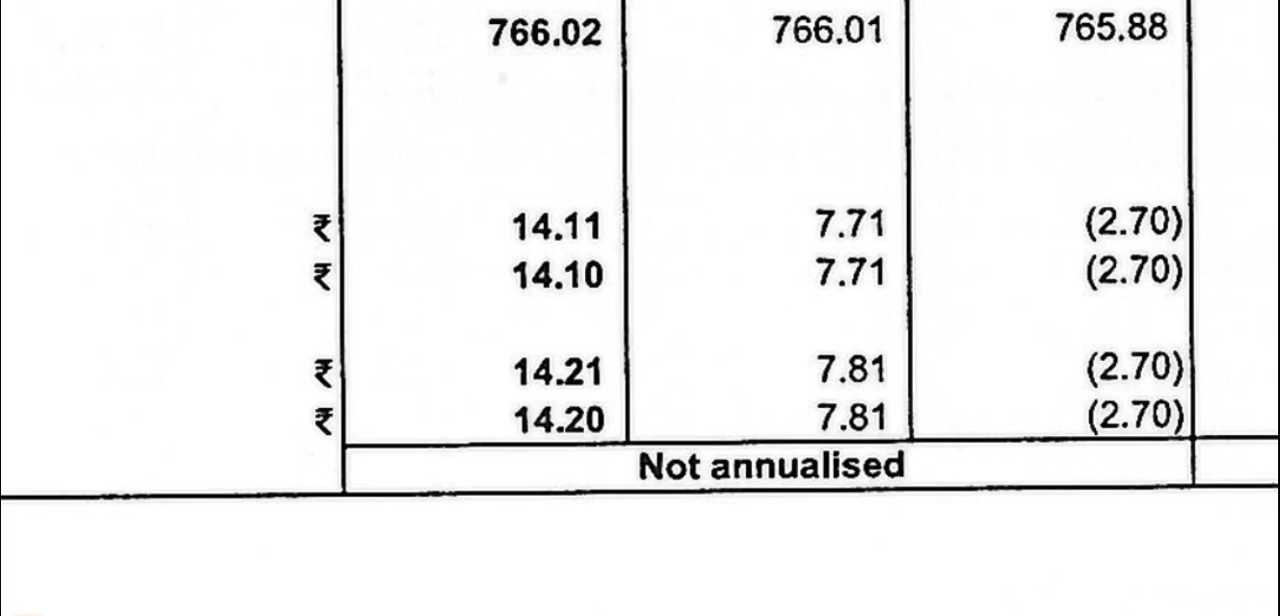 766.02 766.01 765.88
₹ 14.11 7.71 (2.70)
₹ 14.10 7.71 (2.70)
₹ 14.21 7.81 (2.70)
₹ 14.20 7.81 (2.70)
Not annualised